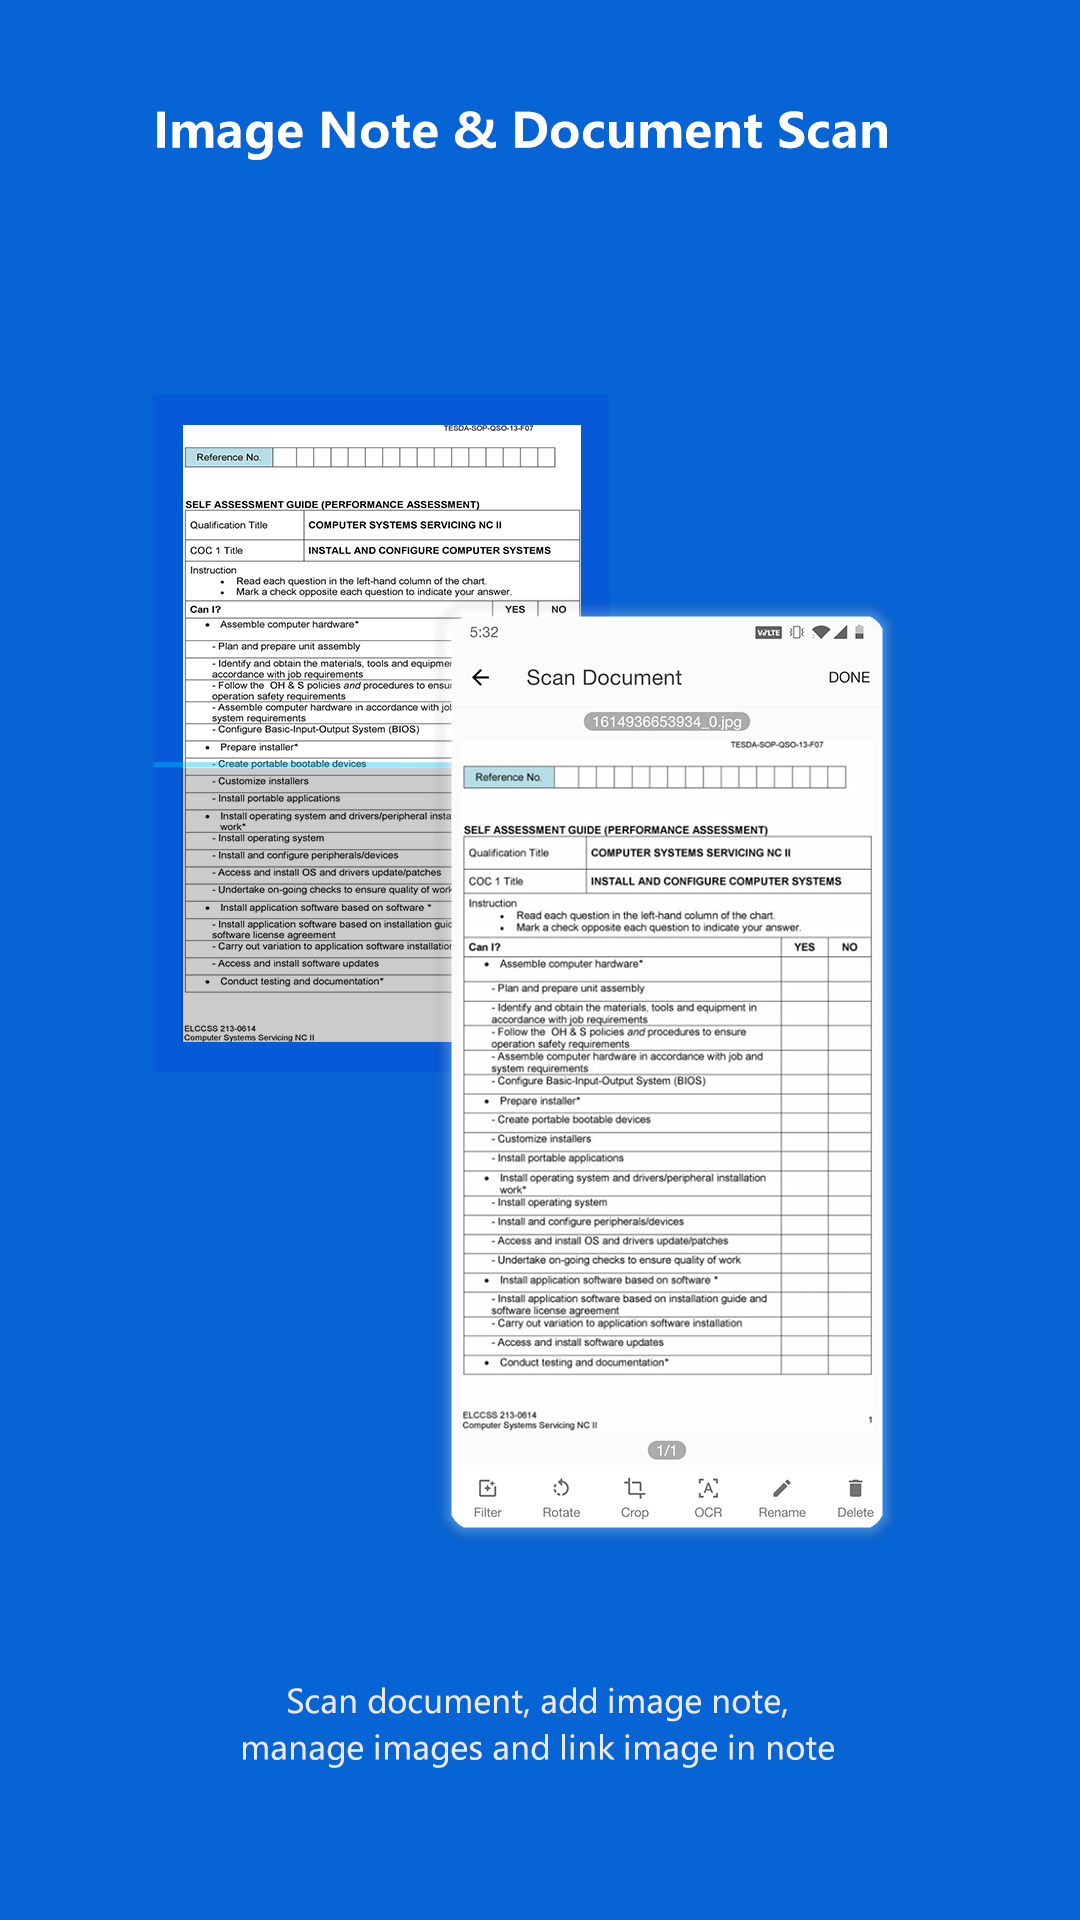 Image Note & Document Scan
TESDA-SOP-QSO-13-F07
Reference No.
SELF ASSESSMENT GUIDE (PERFORMANCE ASSESSMENT)
Qualification Title COMPUTER SYSTEMS SERVICING NC II
COC 1 Title INSTALL AND CONFIGURE COMPUTER SYSTEMS
Instruction
• Read each question in the left-hand column of the chart.
• Mark a check opposite each question to indicate your answer.
Can I? YES NO
• Assemble computer hardware*
- Plan and prepare unit assembly
- Identify and obtain the materials, tools and equipme
accordance with job requirements
- Follow the OH & S policies and procedures to ensu
operation safety requirements
- Assemble computer hardware in accordance with jo
system requirements
- Configure Basic-Input-Output System (BIOS)
• Prepare installer*
- Create portable bootable devices
- Customize installers
- Install portable applications
• Install operating system and drivers/peripheral insta
work*
- Install operating system
- Install and configure peripherals/devices
- Access and install OS and drivers update/patches
- Undertake on-going checks to ensure quality of work
• Install application software based on software *
- Install application software based on installation gui
software license agreement
- Carry out variation to application software installation
- Access and install software updates
• Conduct testing and documentation*
ELCCSS 213-0614
Computer Systems Servicing NC II
5:32 VoLTE
Scan Document DONE
1614936653934_0.jpg
TESDA-SOP-QSO-13-F07
Reference No.
SELF ASSESSMENT GUIDE (PERFORMANCE ASSESSMENT)
Qualification Title COMPUTER SYSTEMS SERVICING NC II
COC 1 Title INSTALL AND CONFIGURE COMPUTER SYSTEMS
Instruction
• Read each question in the left-hand column of the chart.
• Mark a check opposite each question to indicate your answer.
Can I? YES NO
• Assemble computer hardware*
- Plan and prepare unit assembly
- Identify and obtain the materials, tools and equipment in
accordance with job requirements
- Follow the OH & S policies and procedures to ensure
operation safety requirements
- Assemble computer hardware in accordance with job and
system requirements
- Configure Basic-Input-Output System (BIOS)
• Prepare installer*
- Create portable bootable devices
- Customize installers
- Install portable applications
• Install operating system and drivers/peripheral installation
work*
- Install operating system
- Install and configure peripherals/devices
- Access and install OS and drivers update/patches
- Undertake on-going checks to ensure quality of work
• Install application software based on software *
- Install application software based on installation guide and
software license agreement
- Carry out variation to application software installation
- Access and install software updates
• Conduct testing and documentation*
ELCCSS 213-0614
Computer Systems Servicing NC II 1
1/1
Filter Rotate Crop OCR Rename Delete
Scan document, add image note,
manage images and link image in note